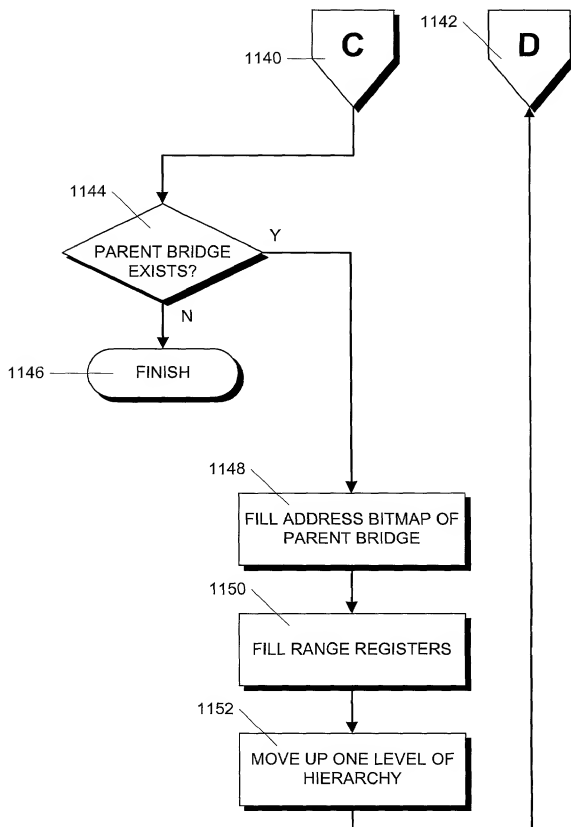 1140
C
1142
D
1144
PARENT BRIDGE
EXISTS?
Y
N
1146
FINISH
1148
FILL ADDRESS BITMAP OF
PARENT BRIDGE
1150
FILL RANGE REGISTERS
1152
MOVE UP ONE LEVEL OF
HIERARCHY